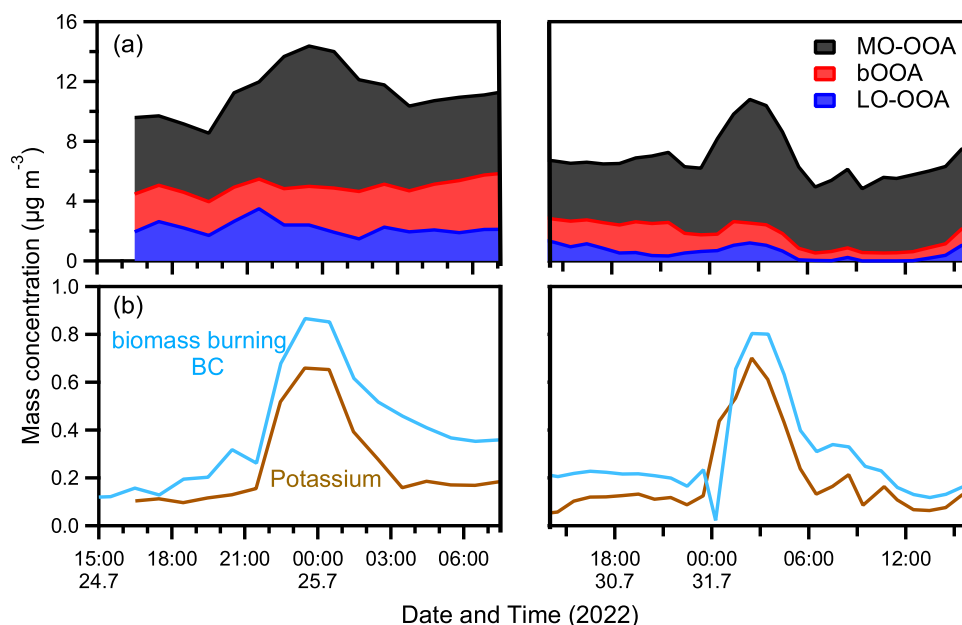 16
12
8
4
0
(a)
MO-OOA
bOOA
LO-OOA
Mass concentration (µg m⁻³)
1.0
0.8
0.6
0.4
0.2
0.0
(b)
biomass burning
BC
Potassium
15:00 18:00 21:00 00:00 03:00 06:00 18:00 00:00 06:00 12:00
24.7 25.7 30.7 31.7
Date and Time (2022)